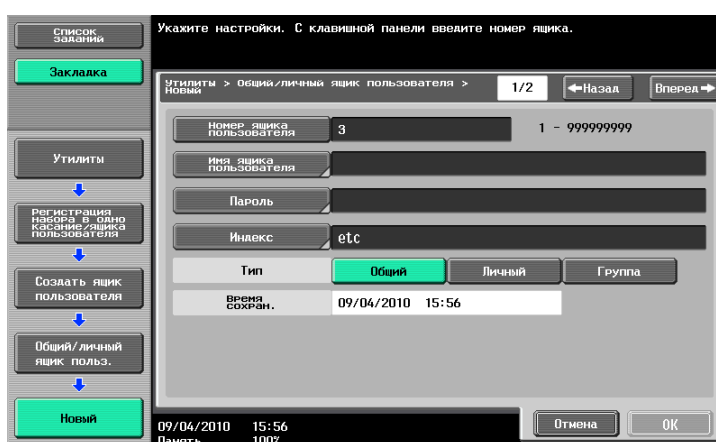 Список
заданий
Укажите настройки. С клавишной панели введите номер ящика.
Закладка
Утилиты > Общий/личный ящик пользователя >
Новый
1/2
Назад
Вперед
Номер ящика
пользователя
3
1 - 999999999
Имя ящика
пользователя
Утилиты
Пароль
Регистрация
набора в одно
касание/ящика
пользователя
Индекс
etc
Тип
Общий
Личный
Группа
Создать ящик
пользователя
Время
сохран.
09/04/2010 15:56
Общий/личный
ящик польз.
Новый
09/04/2010 15:56
Память 100%
Отмена
OK